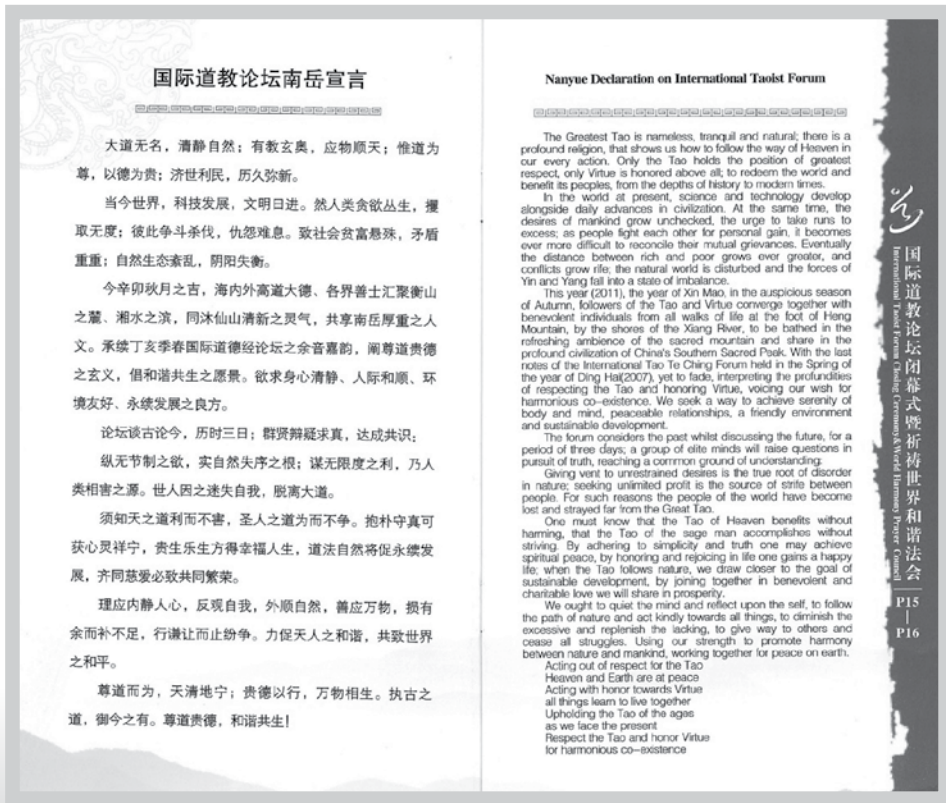 国际道教论坛南岳宣言
大道无名，清静自然；有教玄奥，应物顺天；惟道为
尊，以德为贵；济世利民，历久弥新。
当今世界，科技发展，文明日进。然人类贪欲丛生，攫
取无度；彼此争斗杀伐，仇怨难息。致社会贫富悬殊，矛盾
重重；自然生态紊乱，阴阳失衡。
今辛卯秋月之吉，海内外高道大德、各界善士汇聚衡山
之麓、湘水之滨，同沐仙山清新之灵气，共享南岳厚重之人
文。承续丁亥季春国际道德经论坛之余音嘉韵，阐尊道贵德
之玄义，倡和谐共生之愿景。欲求身心清静、人际和顺、环
境友好、永续发展之良方。
论坛谈古论今，历时三日；群贤辩疑求真，达成共识：
纵无节制之欲，实自然失序之根；谋无限度之利，乃人
类相害之源。世人因之迷失自我，脱离大道。
须知天之道利而不害，圣人之道为而不争。抱朴守真可
获心灵祥宁，贵生乐生方得幸福人生，道法自然将促永续发
展，齐同慈爱必致共同繁荣。
理应内静人心，反观自我，外顺自然，善应万物，损有
余而补不足，行谦让而止纷争。力促天人之和谐，共致世界
之和平。
尊道而为，天清地宁；贵德以行，万物相生。执古之
道，御今之有。尊道贵德，和谐共生！
Nanyue Declaration on International Taoist Forum
The Greatest Tao is nameless, tranquil and natural; there is a
profound religion, that shows us how to follow the way of Heaven in
our every action. Only the Tao holds the position of greatest
respect, only Virtue is honored above all; to redeem the world and
benefit its peoples, from the depths of history to modern times.
In the world at present, science and technology develop
alongside daily advances in civilization. At the same time, the
desires of mankind grow unchecked, the urge to take runs to
excess; as people fight each other for personal gain, it becomes
ever more difficult to reconcile their mutual grievances. Eventually
the distance between rich and poor grows ever greater, and
conflicts grow rife; the natural world is disturbed and the forces of
Yin and Yang fall into a state of imbalance.
This year (2011), the year of Xin Mao, in the auspicious season
of Autumn, followers of the Tao and Virtue converge together with
benevolent individuals from all walks of life at the foot of Heng
Mountain, by the shores of the Xiang River, to be bathed in the
refreshing ambience of the sacred mountain and share in the
profound civilization of China's Southern Sacred Peak. With the last
notes of the International Tao Te Ching Forum held in the Spring of
the year of Ding Hai(2007), yet to fade, interpreting the profundities
of respecting the Tao and honoring Virtue, voicing our wish for
harmonious co-existence. We seek a way to achieve serenity of
body and mind, peaceable relationships, a friendly environment
and sustainable development.
The forum considers the past whilst discussing the future, for a
period of three days; a group of elite minds will raise questions in
pursuit of truth, reaching a common ground of understanding:
Giving vent to unrestrained desires is the true root of disorder
in nature; seeking unlimited profit is the source of strife between
people. For such reasons the people of the world have become
lost and strayed far from the Great Tao.
One must know that the Tao of Heaven benefits without
harming, that the Tao of the sage man accomplishes without
striving. By adhering to simplicity and truth one may achieve
spiritual peace, by honoring and rejoicing in life one gains a happy
life; when the Tao follows nature, we draw closer to the goal of
sustainable development, by joining together in benevolent and
charitable love we will share in prosperity.
We ought to quiet the mind and reflect upon the self, to follow
the path of nature and act kindly towards all things, to diminish the
excessive and replenish the lacking, to give way to others and
cease all struggles. Using our strength to promote harmony
between nature and mankind, working together for peace on earth.
Acting out of respect for the Tao
Heaven and Earth are at peace
Acting with honor towards Virtue
all things learn to live together
Upholding the Tao of the ages
as we face the present
Respect the Tao and honor Virtue
for harmonious co-existence
国际道教论坛闭幕式暨祈祷世界和谐法会
International Taoist Forum Closing Ceremony&World Harmony Prayer Council
P15
P16